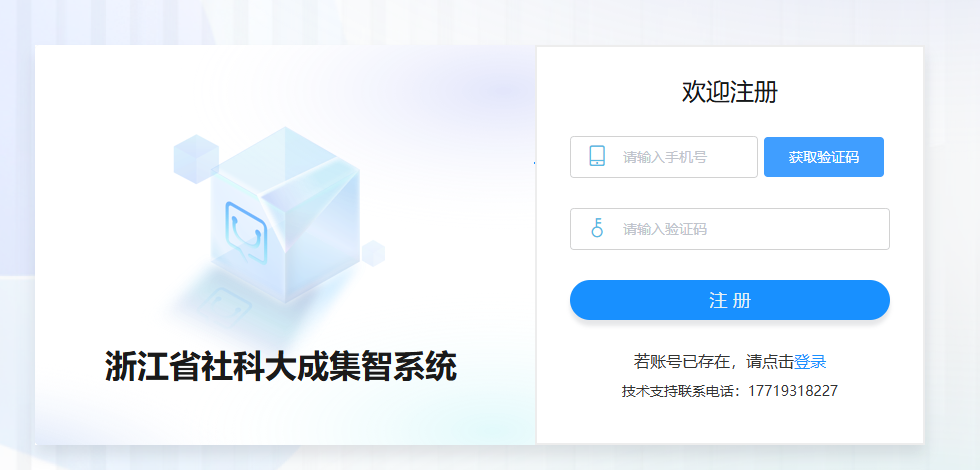 浙江省社科大成集智系统
欢迎注册
请输入手机号
获取验证码
请输入验证码
注 册
若账号已存在，请点击登录
技术支持联系电话：17719318227